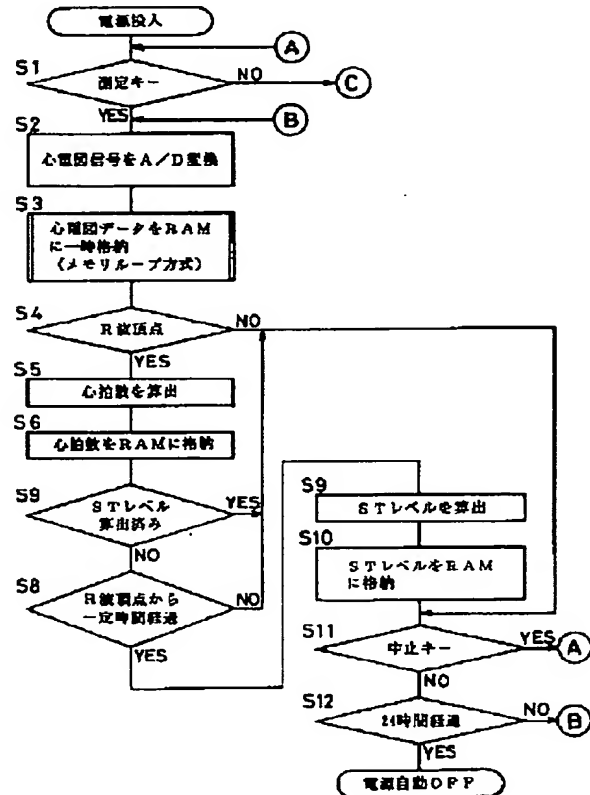 電源投入
A
S1
測定キー
NO
C
YES
B
S2
心電図信号をA/D変換
S3
心電図データをRAM
に一時格納
(メモリループ方式)
S4
R波頂点
NO
YES
S5
心拍数を算出
S6
心拍数をRAMに格納
S9
STレベル
算出済み
YES
NO
S8
R波頂点から
一定時間経過
NO
YES
S9
STレベルを算出
S10
STレベルをRAM
に格納
S11
中止キー
YES
A
NO
S12
24時間経過
NO
B
YES
電源自動OFF